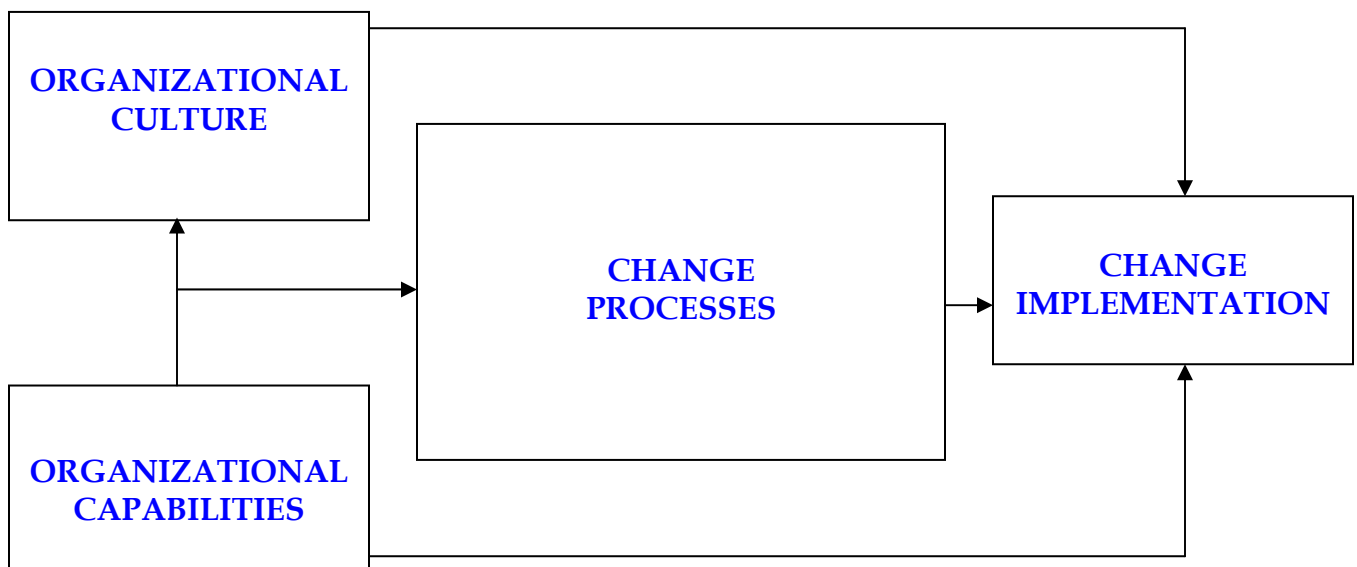 ORGANIZATIONAL
CULTURE
CHANGE
PROCESSES
CHANGE
IMPLEMENTATION
ORGANIZATIONAL
CAPABILITIES